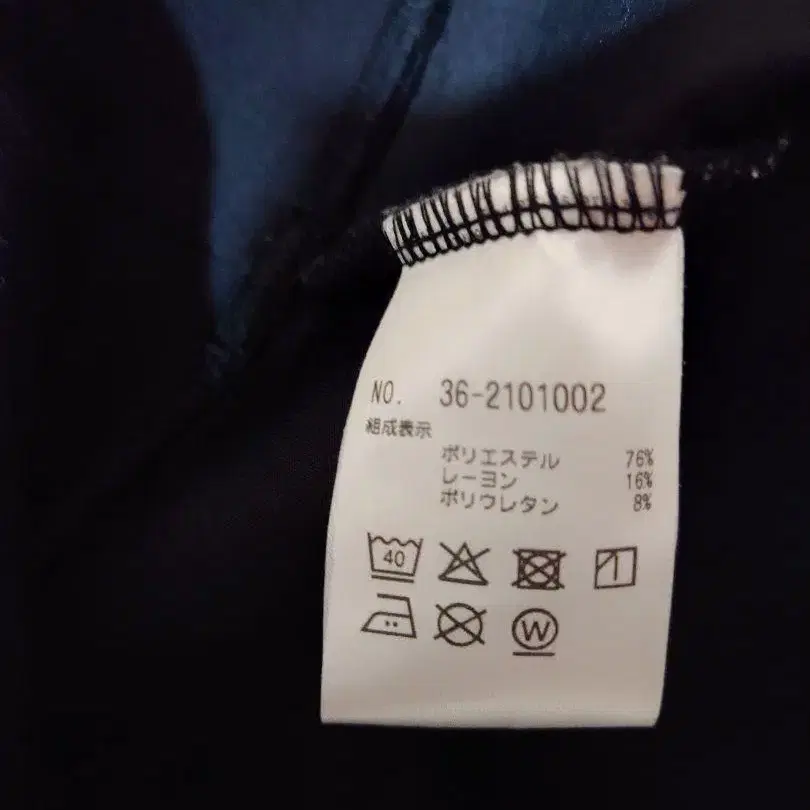 NO. 36-2101002
組成表示
ポリエステル 76%
レーヨン 16%
ポリウレタン 8%
40
W